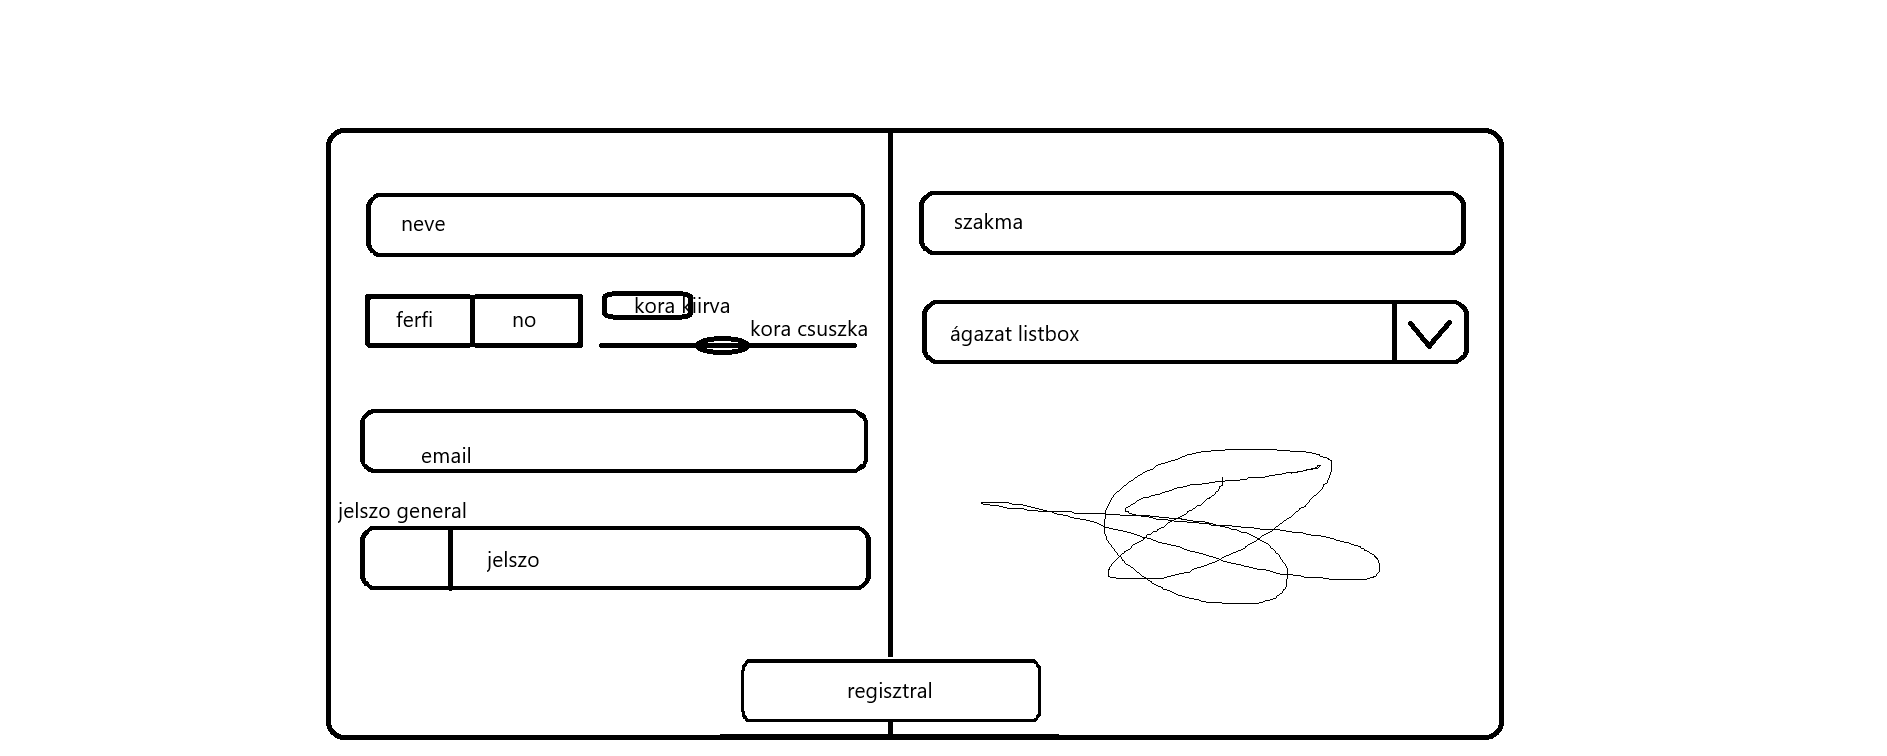 neve
ferfi
no
kora kiirva
kora csuszka
email
jelszo general
jelszo
szakma
ágazat listbox
regisztral